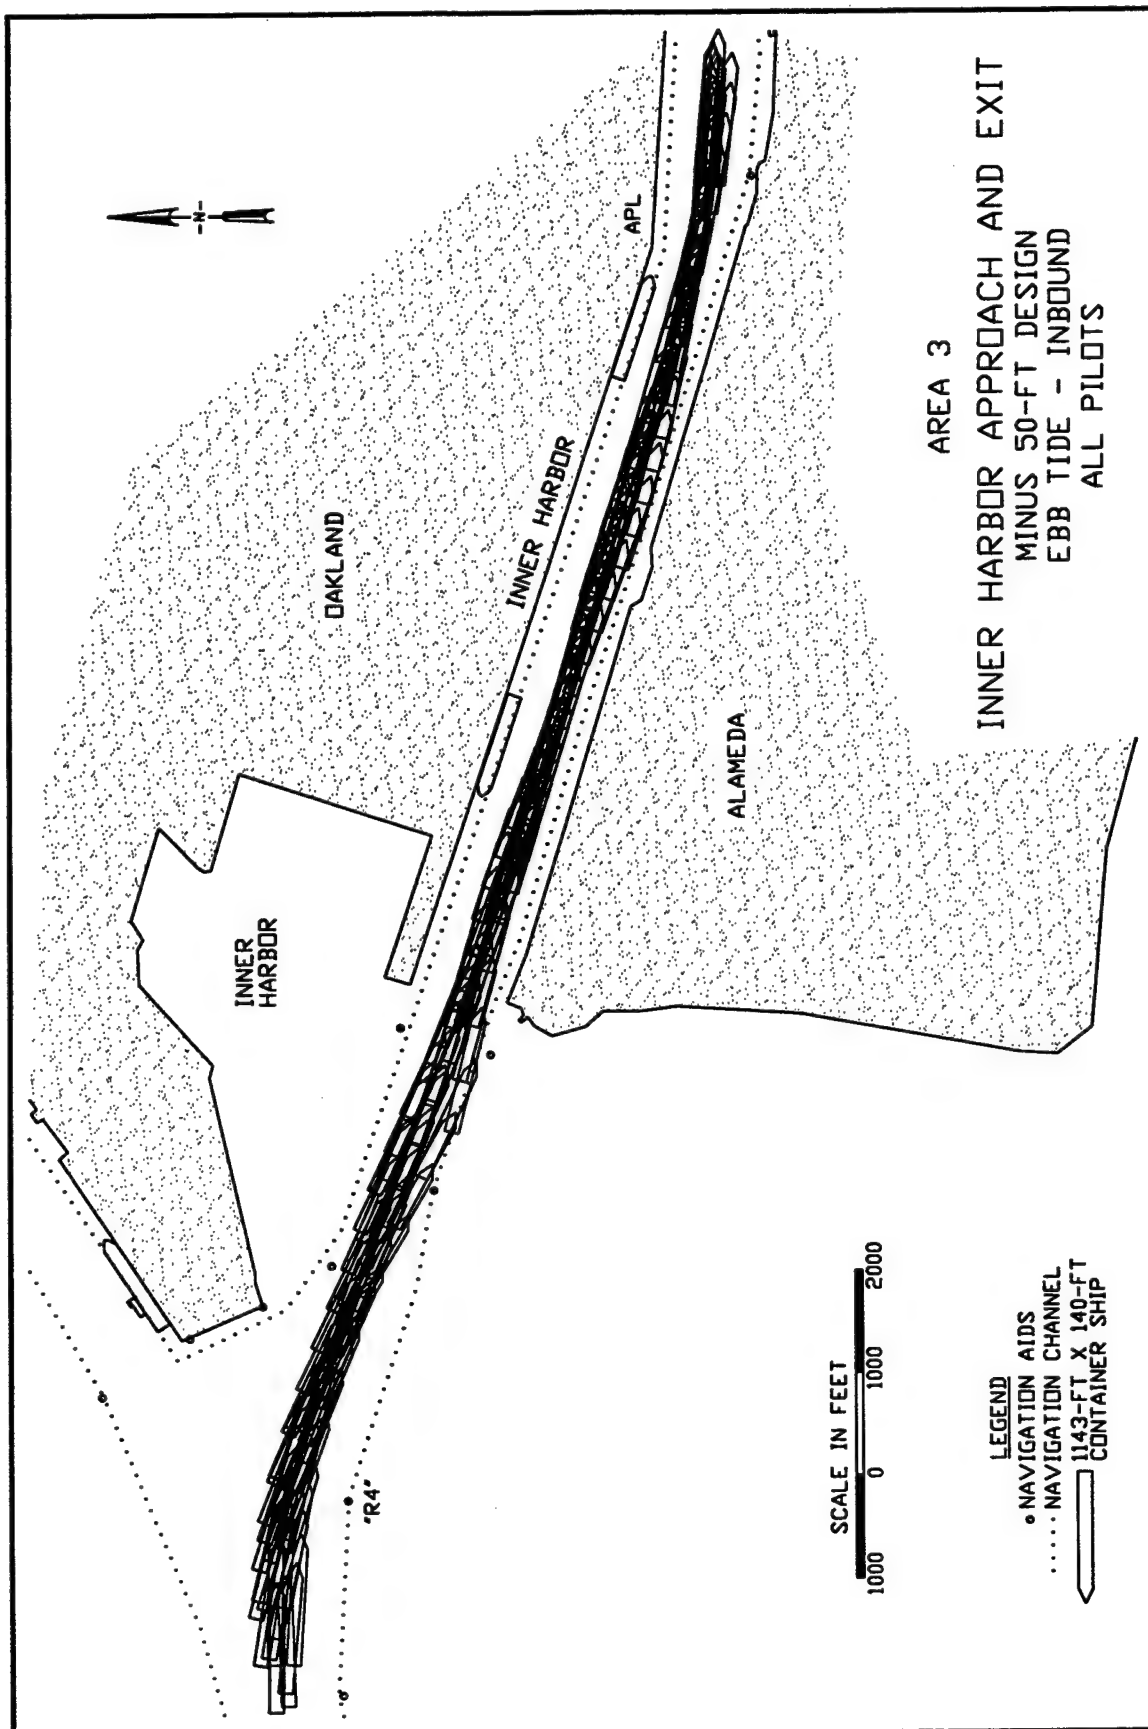 -N-
OAKLAND
INNER
HARBOR
INNER HARBOR
APL
ALAMEDA
"R4"
AREA 3
INNER HARBOR APPROACH AND EXIT
MINUS 50-FT DESIGN
EBB TIDE - INBOUND
ALL PILOTS
SCALE IN FEET
1000 0 1000 2000
LEGEND
NAVIGATION AIDS
NAVIGATION CHANNEL
1143-FT X 140-FT
CONTAINER SHIP